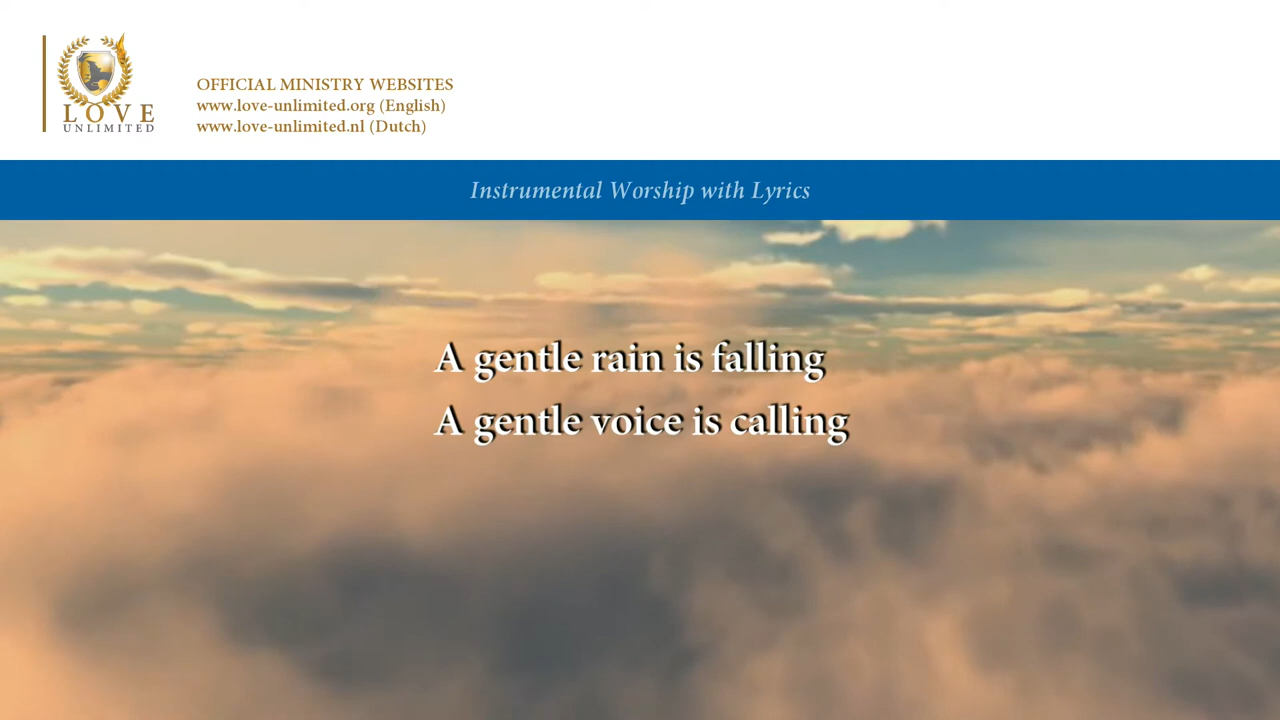 LOVE
UNLIMITED
OFFICIAL MINISTRY WEBSITES
www.love-unlimited.org (English)
www.love-unlimited.nl (Dutch)
Instrumental Worship with Lyrics
A gentle rain is falling
A gentle voice is calling